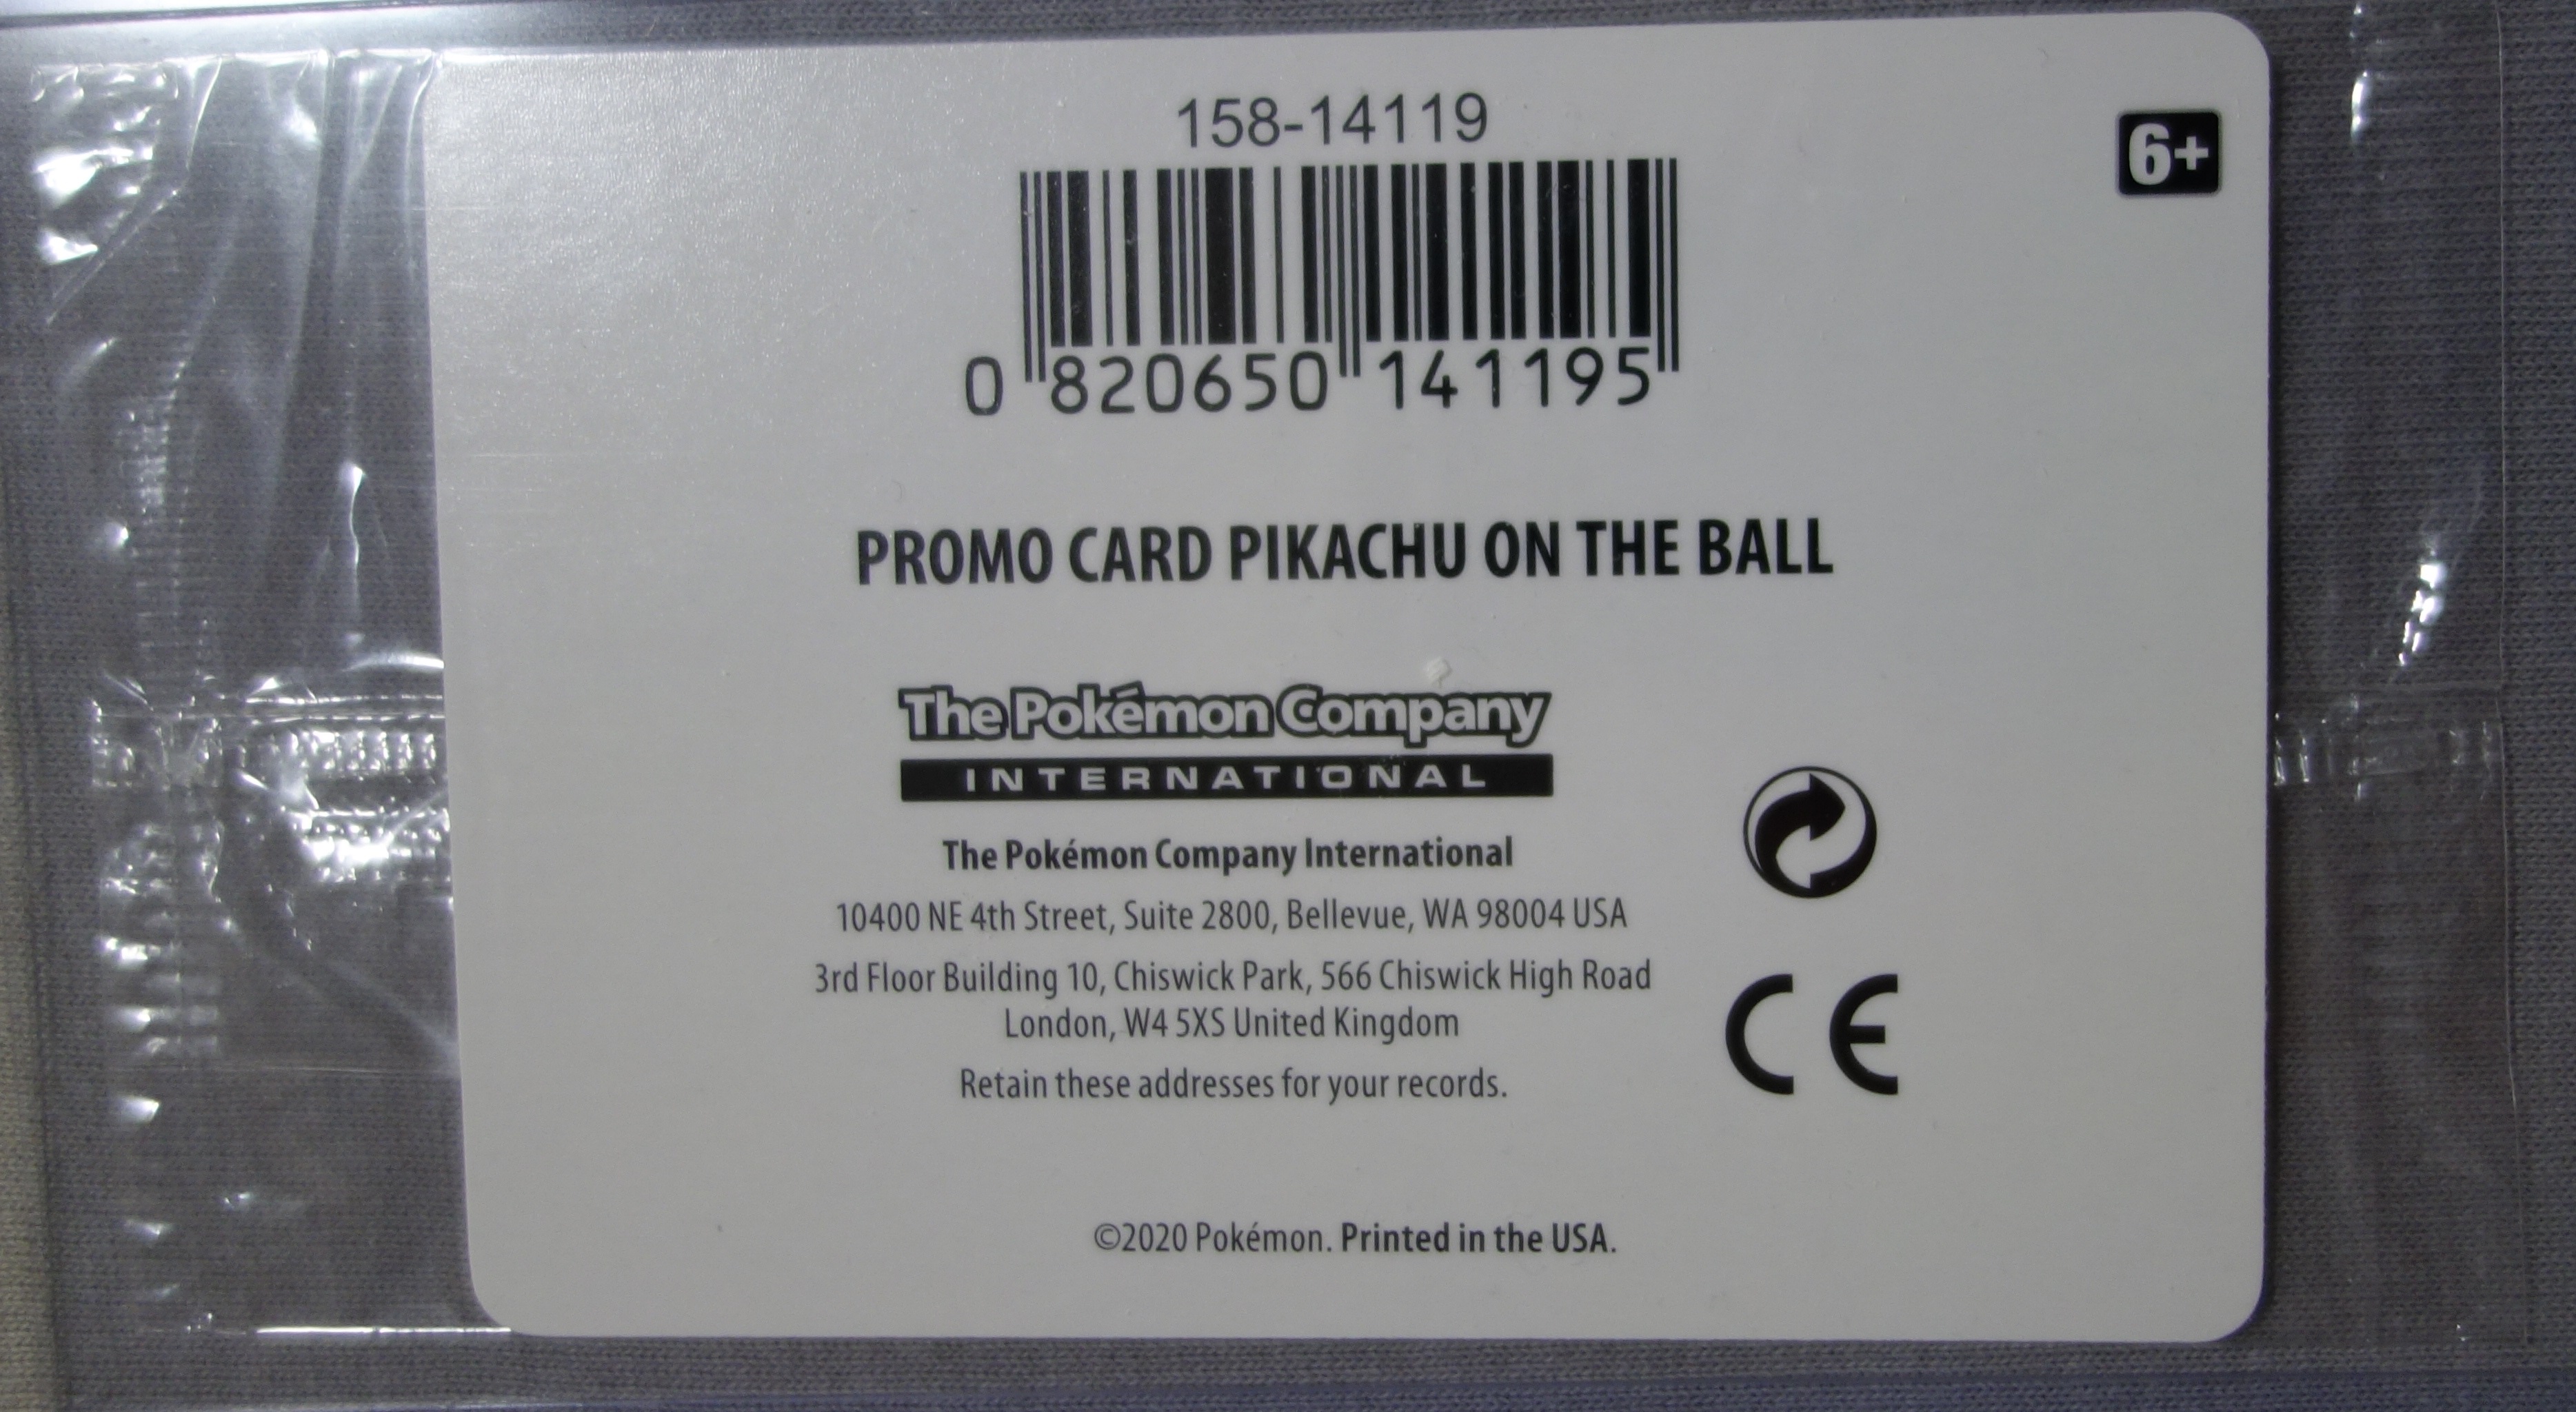 158-14119
6+
0 820650 141195
PROMO CARD PIKACHU ON THE BALL
The Pokémon Company
INTERNATIONAL
The Pokémon Company International
10400 NE 4th Street, Suite 2800, Bellevue, WA 98004 USA
3rd Floor Building 10, Chiswick Park, 566 Chiswick High Road
London, W4 5XS United Kingdom
Retain these addresses for your records.
CE
©2020 Pokémon. Printed in the USA.